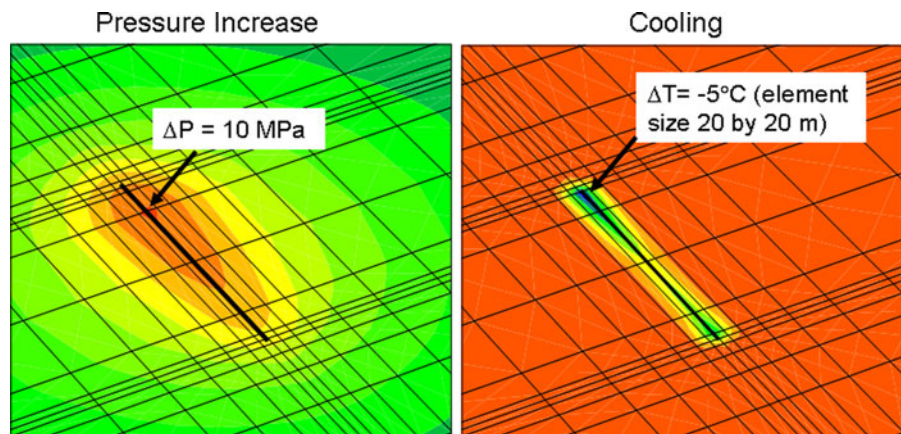 Pressure Increase
Cooling
ΔP = 10 MPa
ΔT= -5°C (element
size 20 by 20 m)